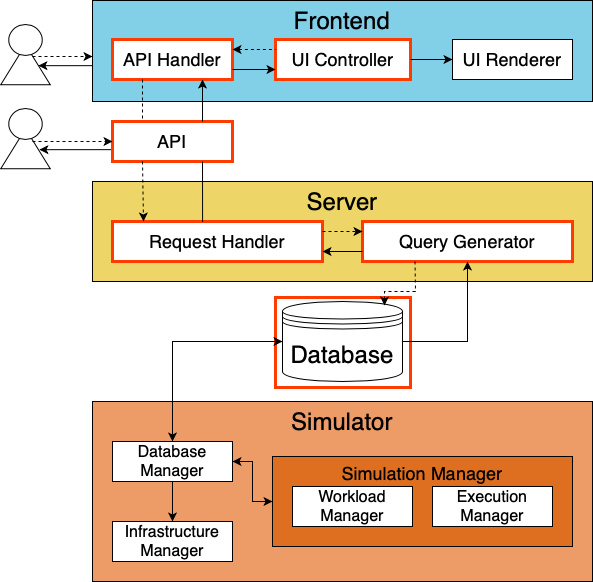 Frontend
API Handler
UI Controller
UI Renderer
API
Server
Request Handler
Query Generator
Database
Simulator
Database
Manager
Simulation Manager
Workload
Manager
Execution
Manager
Infrastructure
Manager